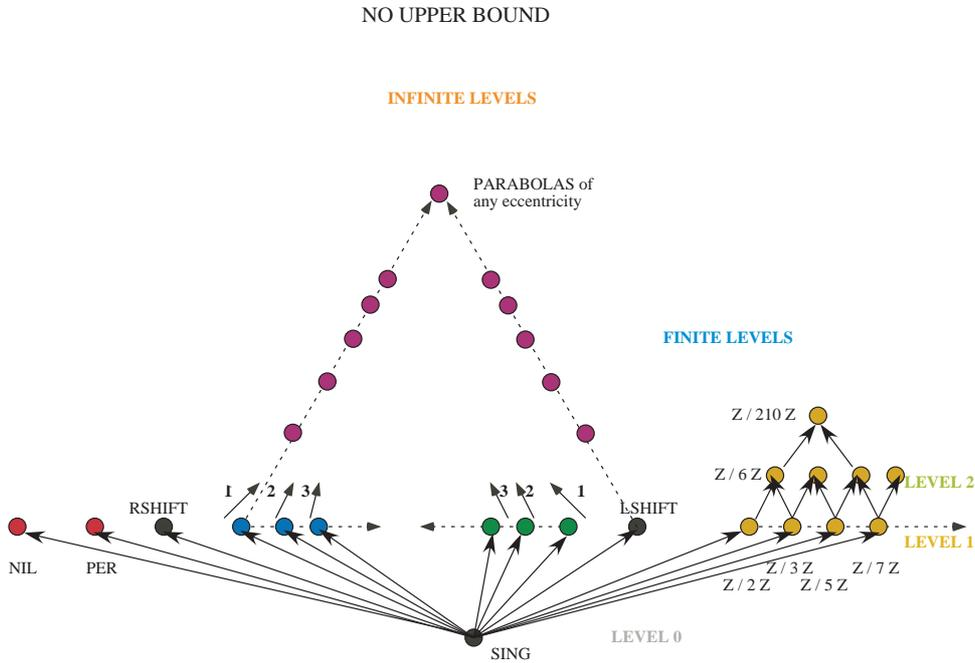 NO UPPER BOUND
INFINITE LEVELS
PARABOLAS of
any eccentricity
FINITE LEVELS
Z / 210 Z
Z / 6 Z
LEVEL 2
1
2
3
3
2
1
RSHIFT
LSHIFT
LEVEL 1
NIL
PER
Z / 3 Z
Z / 7 Z
Z / 2 Z
Z / 5 Z
LEVEL 0
SING